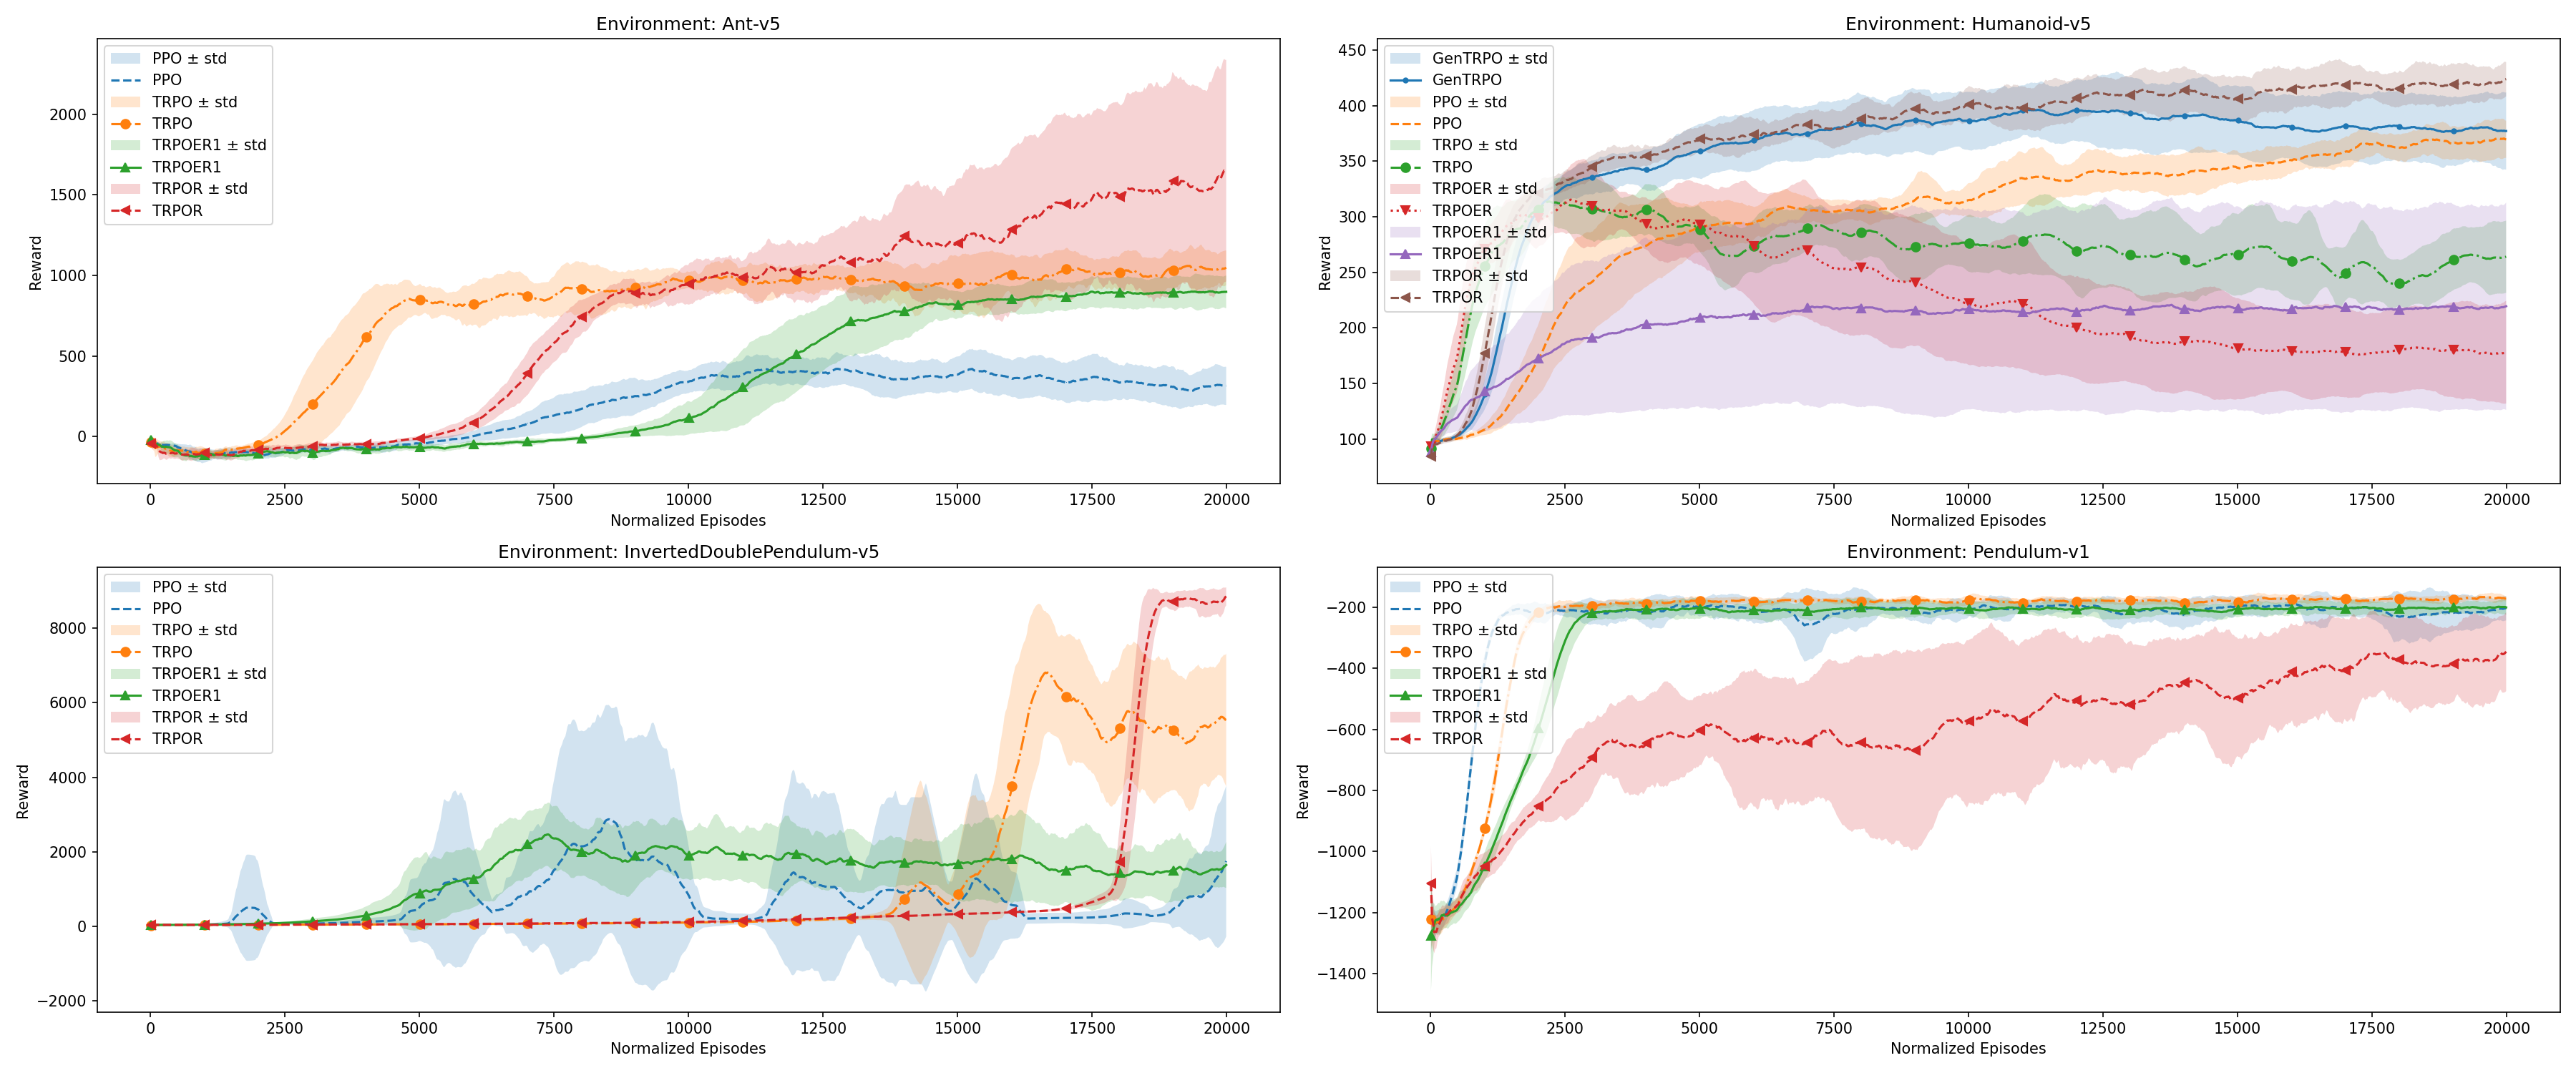 Environment: Ant-v5
PPO ± std
PPO
TRPO ± std
TRPO
TRPOER1 ± std
TRPOER1
TRPOR ± std
TRPOR
2000
1500
1000
500
0
Reward
0 2500 5000 7500 10000 12500 15000 17500 20000
Normalized Episodes
Environment: Humanoid-v5
GenTRPO ± std
GenTRPO
PPO ± std
PPO
TRPO ± std
TRPO
TRPOER ± std
TRPOER
TRPOER1 ± std
TRPOER1
TRPOR ± std
TRPOR
450
400
350
300
250
200
150
100
Reward
0 2500 5000 7500 10000 12500 15000 17500 20000
Normalized Episodes
Environment: InvertedDoublePendulum-v5
PPO ± std
PPO
TRPO ± std
TRPO
TRPOER1 ± std
TRPOER1
TRPOR ± std
TRPOR
8000
6000
4000
2000
0
−2000
Reward
0 2500 5000 7500 10000 12500 15000 17500 20000
Normalized Episodes
Environment: Pendulum-v1
PPO ± std
PPO
TRPO ± std
TRPO
TRPOER1 ± std
TRPOER1
TRPOR ± std
TRPOR
−200
−400
−600
−800
−1000
−1200
−1400
Reward
0 2500 5000 7500 10000 12500 15000 17500 20000
Normalized Episodes